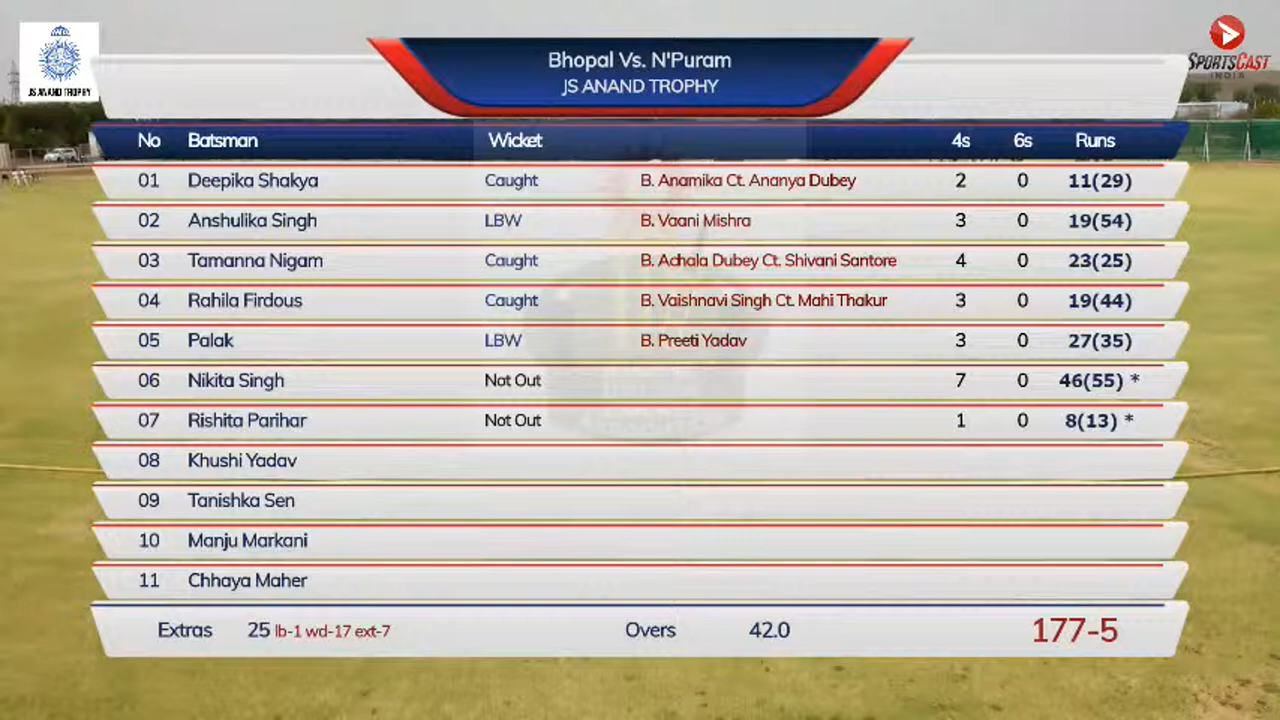 JS ANAND TROPHY
Bhopal Vs. N'Puram
JS ANAND TROPHY
SPORTSCAST
INDIA
No Batsman Wicket 4s 6s Runs
01 Deepika Shakya Caught B. Anamika Ct. Ananya Dubey 2 0 11(29)
02 Anshulika Singh LBW B. Vaani Mishra 3 0 19(54)
03 Tamanna Nigam Caught B. Adhala Dubey Ct. Shivani Santore 4 0 23(25)
04 Rahila Firdous Caught B. Vaishnavi Singh Ct. Mahi Thakur 3 0 19(44)
05 Palak LBW B. Preeti Yadav 3 0 27(35)
06 Nikita Singh Not Out 7 0 46(55) *
07 Rishita Parihar Not Out 1 0 8(13) *
08 Khushi Yadav
09 Tanishka Sen
10 Manju Markani
11 Chhaya Maher
Extras 25 lb-1 wd-17 ext-7 Overs 42.0 177-5